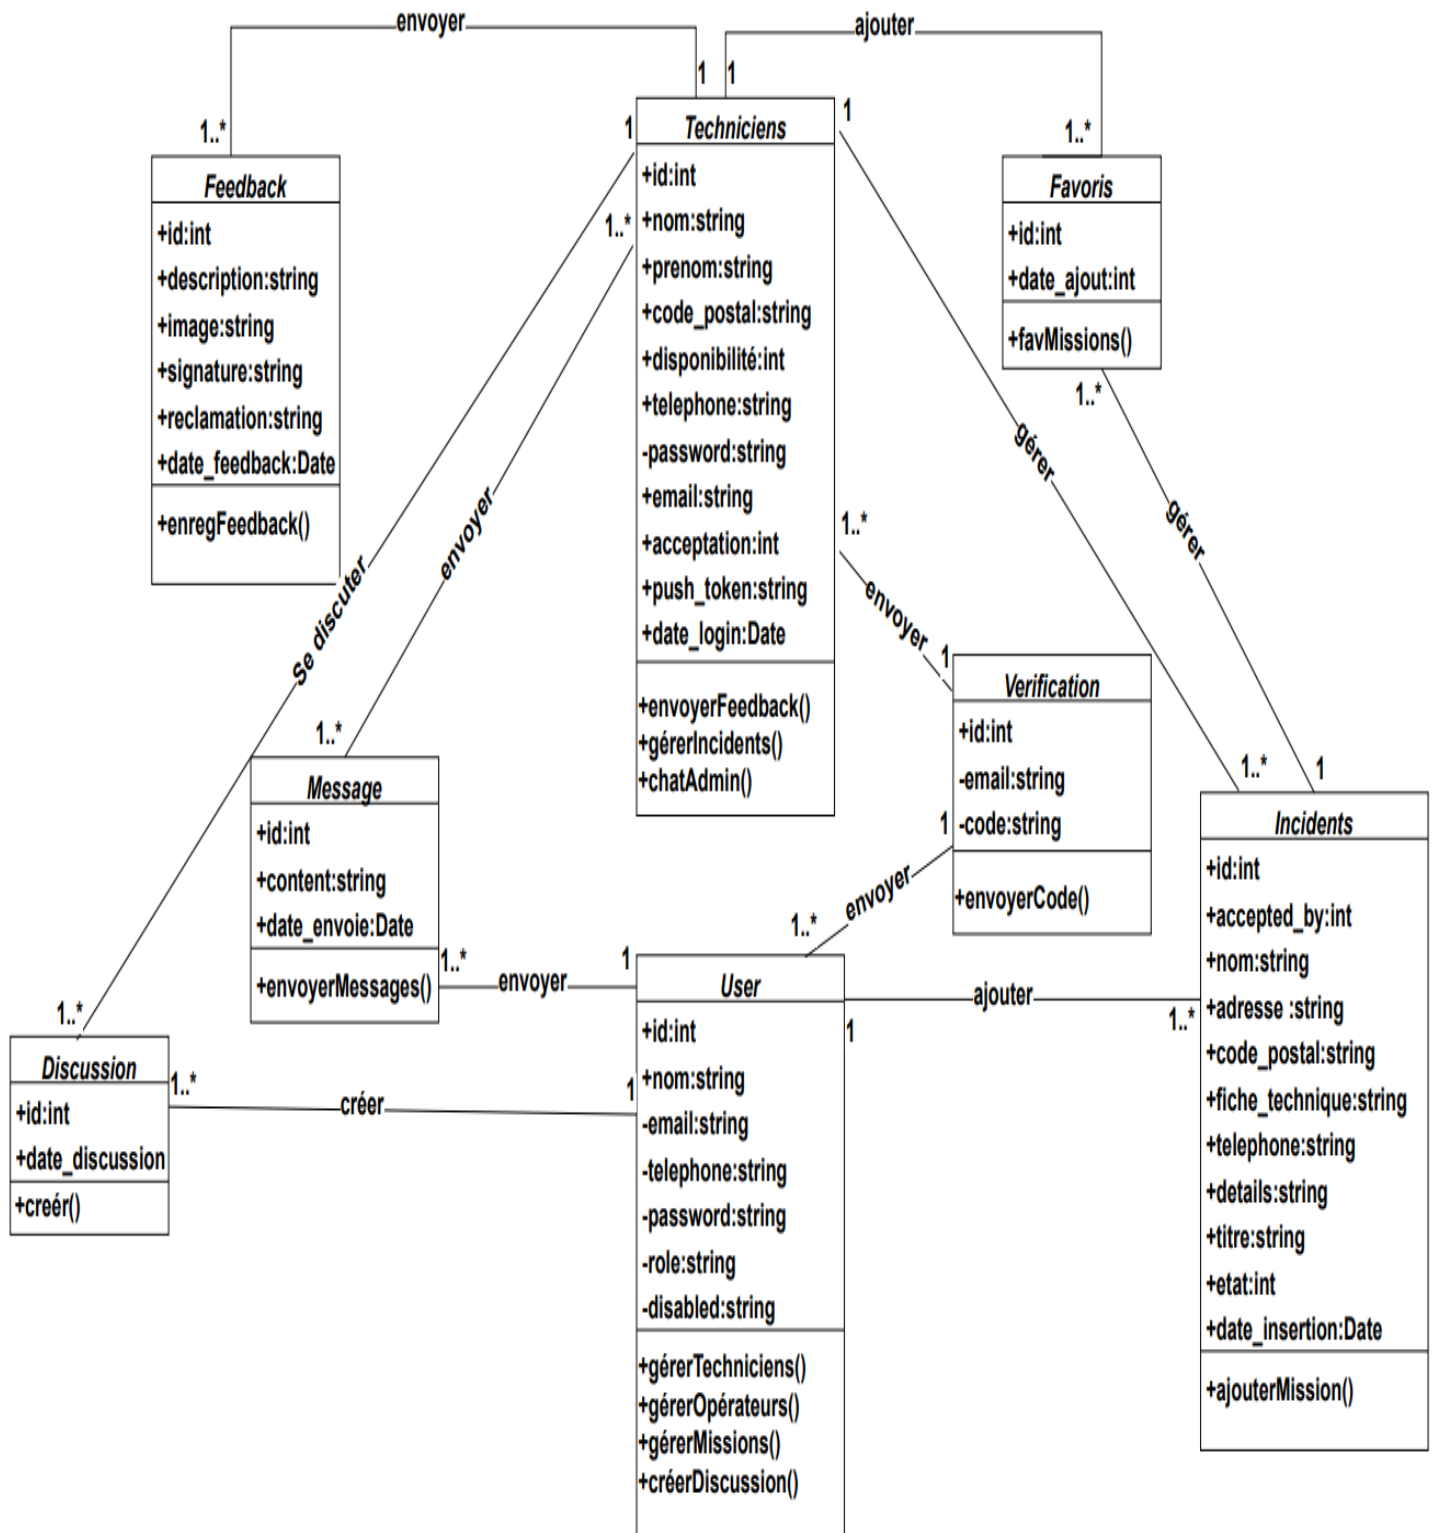 envoyer
ajouter
1
1
1..*
1
1
1..*
Techniciens
+id:int
+nom:string
+prenom:string
+code_postal:string
+disponibilité:int
+telephone:string
-password:string
+email:string
+acceptation:int
+push_token:string
+date_login:Date
+envoyerFeedback()
+gérerIncidents()
+chatAdmin()
Feedback
+id:int
+description:string
+image:string
+signature:string
+reclamation:string
+date_feedback:Date
+enregFeedback()
Favoris
+id:int
+date_ajout:int
+favMissions()
1..*
1..*
gérer
gérer
1..*
envoyer
Se discuter
envoyer
1
1..*
1..*
1
Verification
+id:int
-email:string
-code:string
+envoyerCode()
1
envoyer
1..*
Message
+id:int
+content:string
+date_envoie:Date
+envoyerMessages()
1..*
envoyer
1
Incidents
+id:int
+accepted_by:int
+nom:string
+adresse :string
+code_postal:string
+fiche_technique:string
+telephone:string
+details:string
+titre:string
+etat:int
+date_insertion:Date
+ajouterMission()
User
+id:int
+nom:string
-email:string
-telephone:string
-password:string
-role:string
-disabled:string
+gérerTechniciens()
+gérerOpérateurs()
+gérerMissions()
+créerDiscussion()
ajouter
1
1..*
1..*
Discussion
+id:int
+date_discussion
+creér()
1..*
créer
1